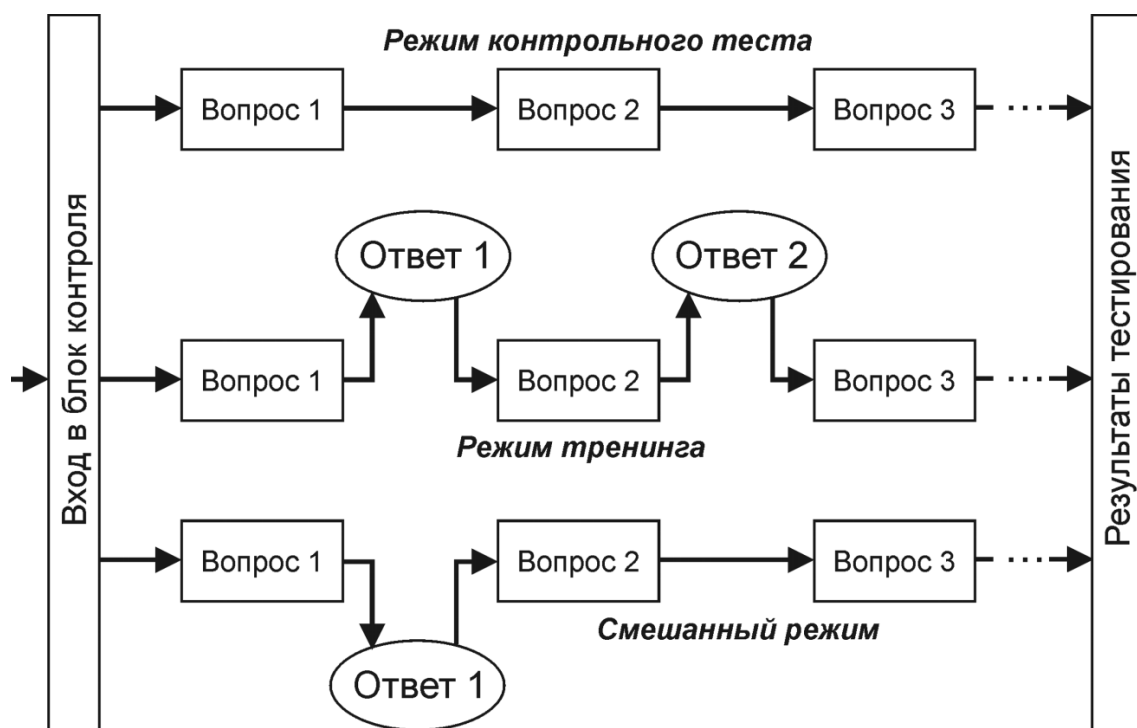 Вход в блок контроля
Режим контрольного теста
Вопрос 1
Вопрос 2
Вопрос 3
Ответ 1
Ответ 2
Вопрос 1
Вопрос 2
Вопрос 3
Режим тренинга
Вопрос 1
Вопрос 2
Вопрос 3
Смешанный режим
Ответ 1
Результаты тестирования